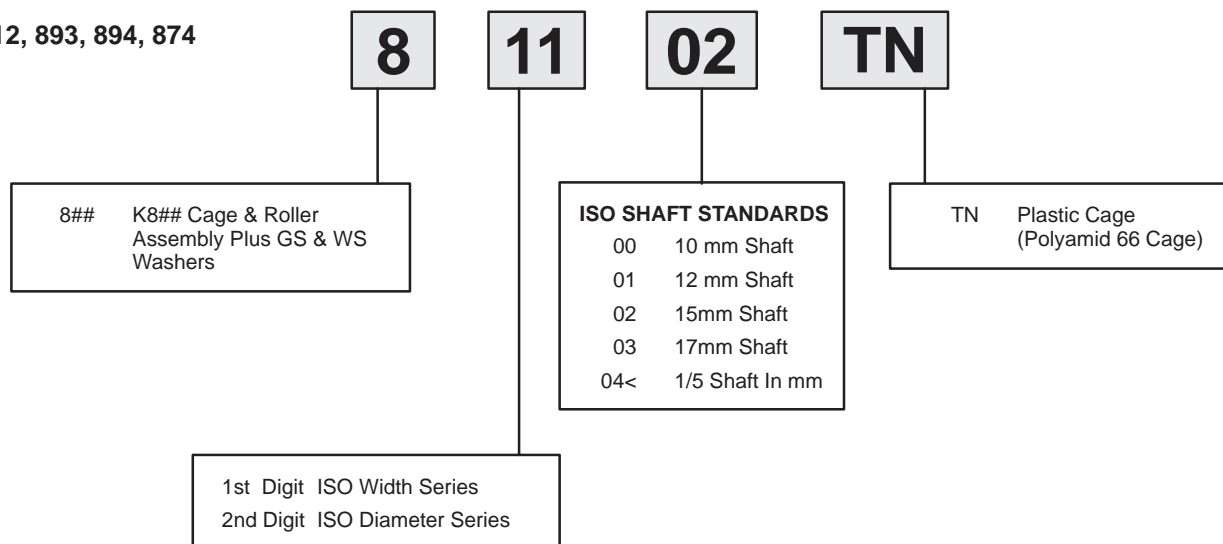 12, 893, 894, 874
8 11 02 TN
8## K8## Cage & Roller
Assembly Plus GS & WS
Washers
ISO SHAFT STANDARDS
00 10 mm Shaft
01 12 mm Shaft
02 15mm Shaft
03 17mm Shaft
04< 1/5 Shaft In mm
TN Plastic Cage
(Polyamid 66 Cage)
1st Digit ISO Width Series
2nd Digit ISO Diameter Series